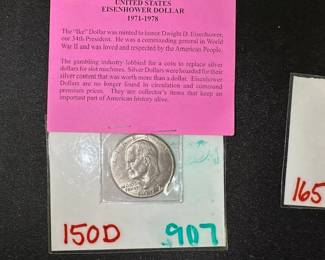 UNITED STATES
EISENHOWER DOLLAR
1971-1978
The "Ike" Dollar was minted to honor Dwight D. Eisenhower,
our 34th President. He was a commanding general in World
War II and was loved and respected by the American People.
The gambling industry lobbied for a coin to replace silver
dollars for slot machines. Silver Dollars were hoarded for their
silver content that was worth more than a dollar. Eisenhower
Dollars are no longer found in circulation and command
premium prices. They are collector's items that keep an
important part of American history alive.
150D .907
165